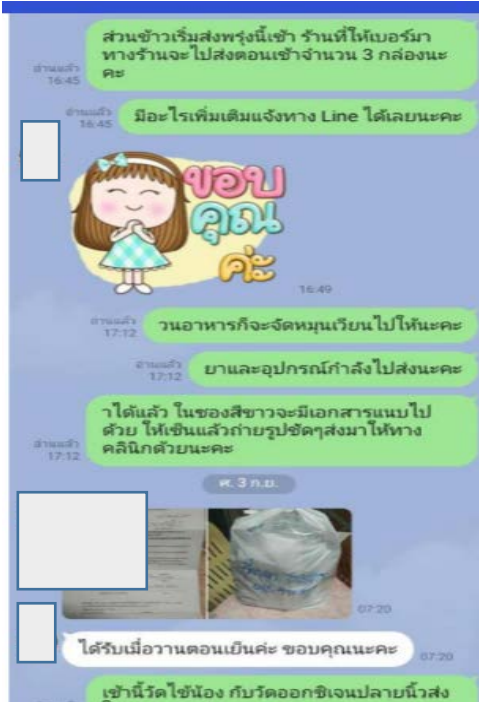 ส่วนข้าวเริ่มส่งพรุ่งนี้เช้า ร้านที่ให้เบอร์มา
ทางร้านจะไปส่งตอนเช้าจำนวน 3 กล่องนะ
คะ
อ่านแล้ว
16:45
มีอะไรเพิ่มเติมแจ้งทาง Line ได้เลยนะคะ
อ่านแล้ว
16:45
ขอบ
คุณ
ค่ะ
16:49
วนอาหารก็จะจัดหมุนเวียนไปให้นะคะ
อ่านแล้ว
17:12
ยาและอุปกรณ์กำลังไปส่งนะคะ
อ่านแล้ว
17:12
าได้แล้ว ในซองสีขาวจะมีเอกสารแนบไป
ด้วย ให้เซ็นแล้วถ่ายรูปชัดๆส่งมาให้ทาง
คลินิกด้วยนะคะ
อ่านแล้ว
17:12
ศ. 3 ก.ย.
07:20
ได้รับเมื่อวานตอนเย็นค่ะ ขอบคุณนะคะ
07:20
เช้านี้วัดไข้น้อง กับวัดออกซิเจนปลายนิ้วส่ง